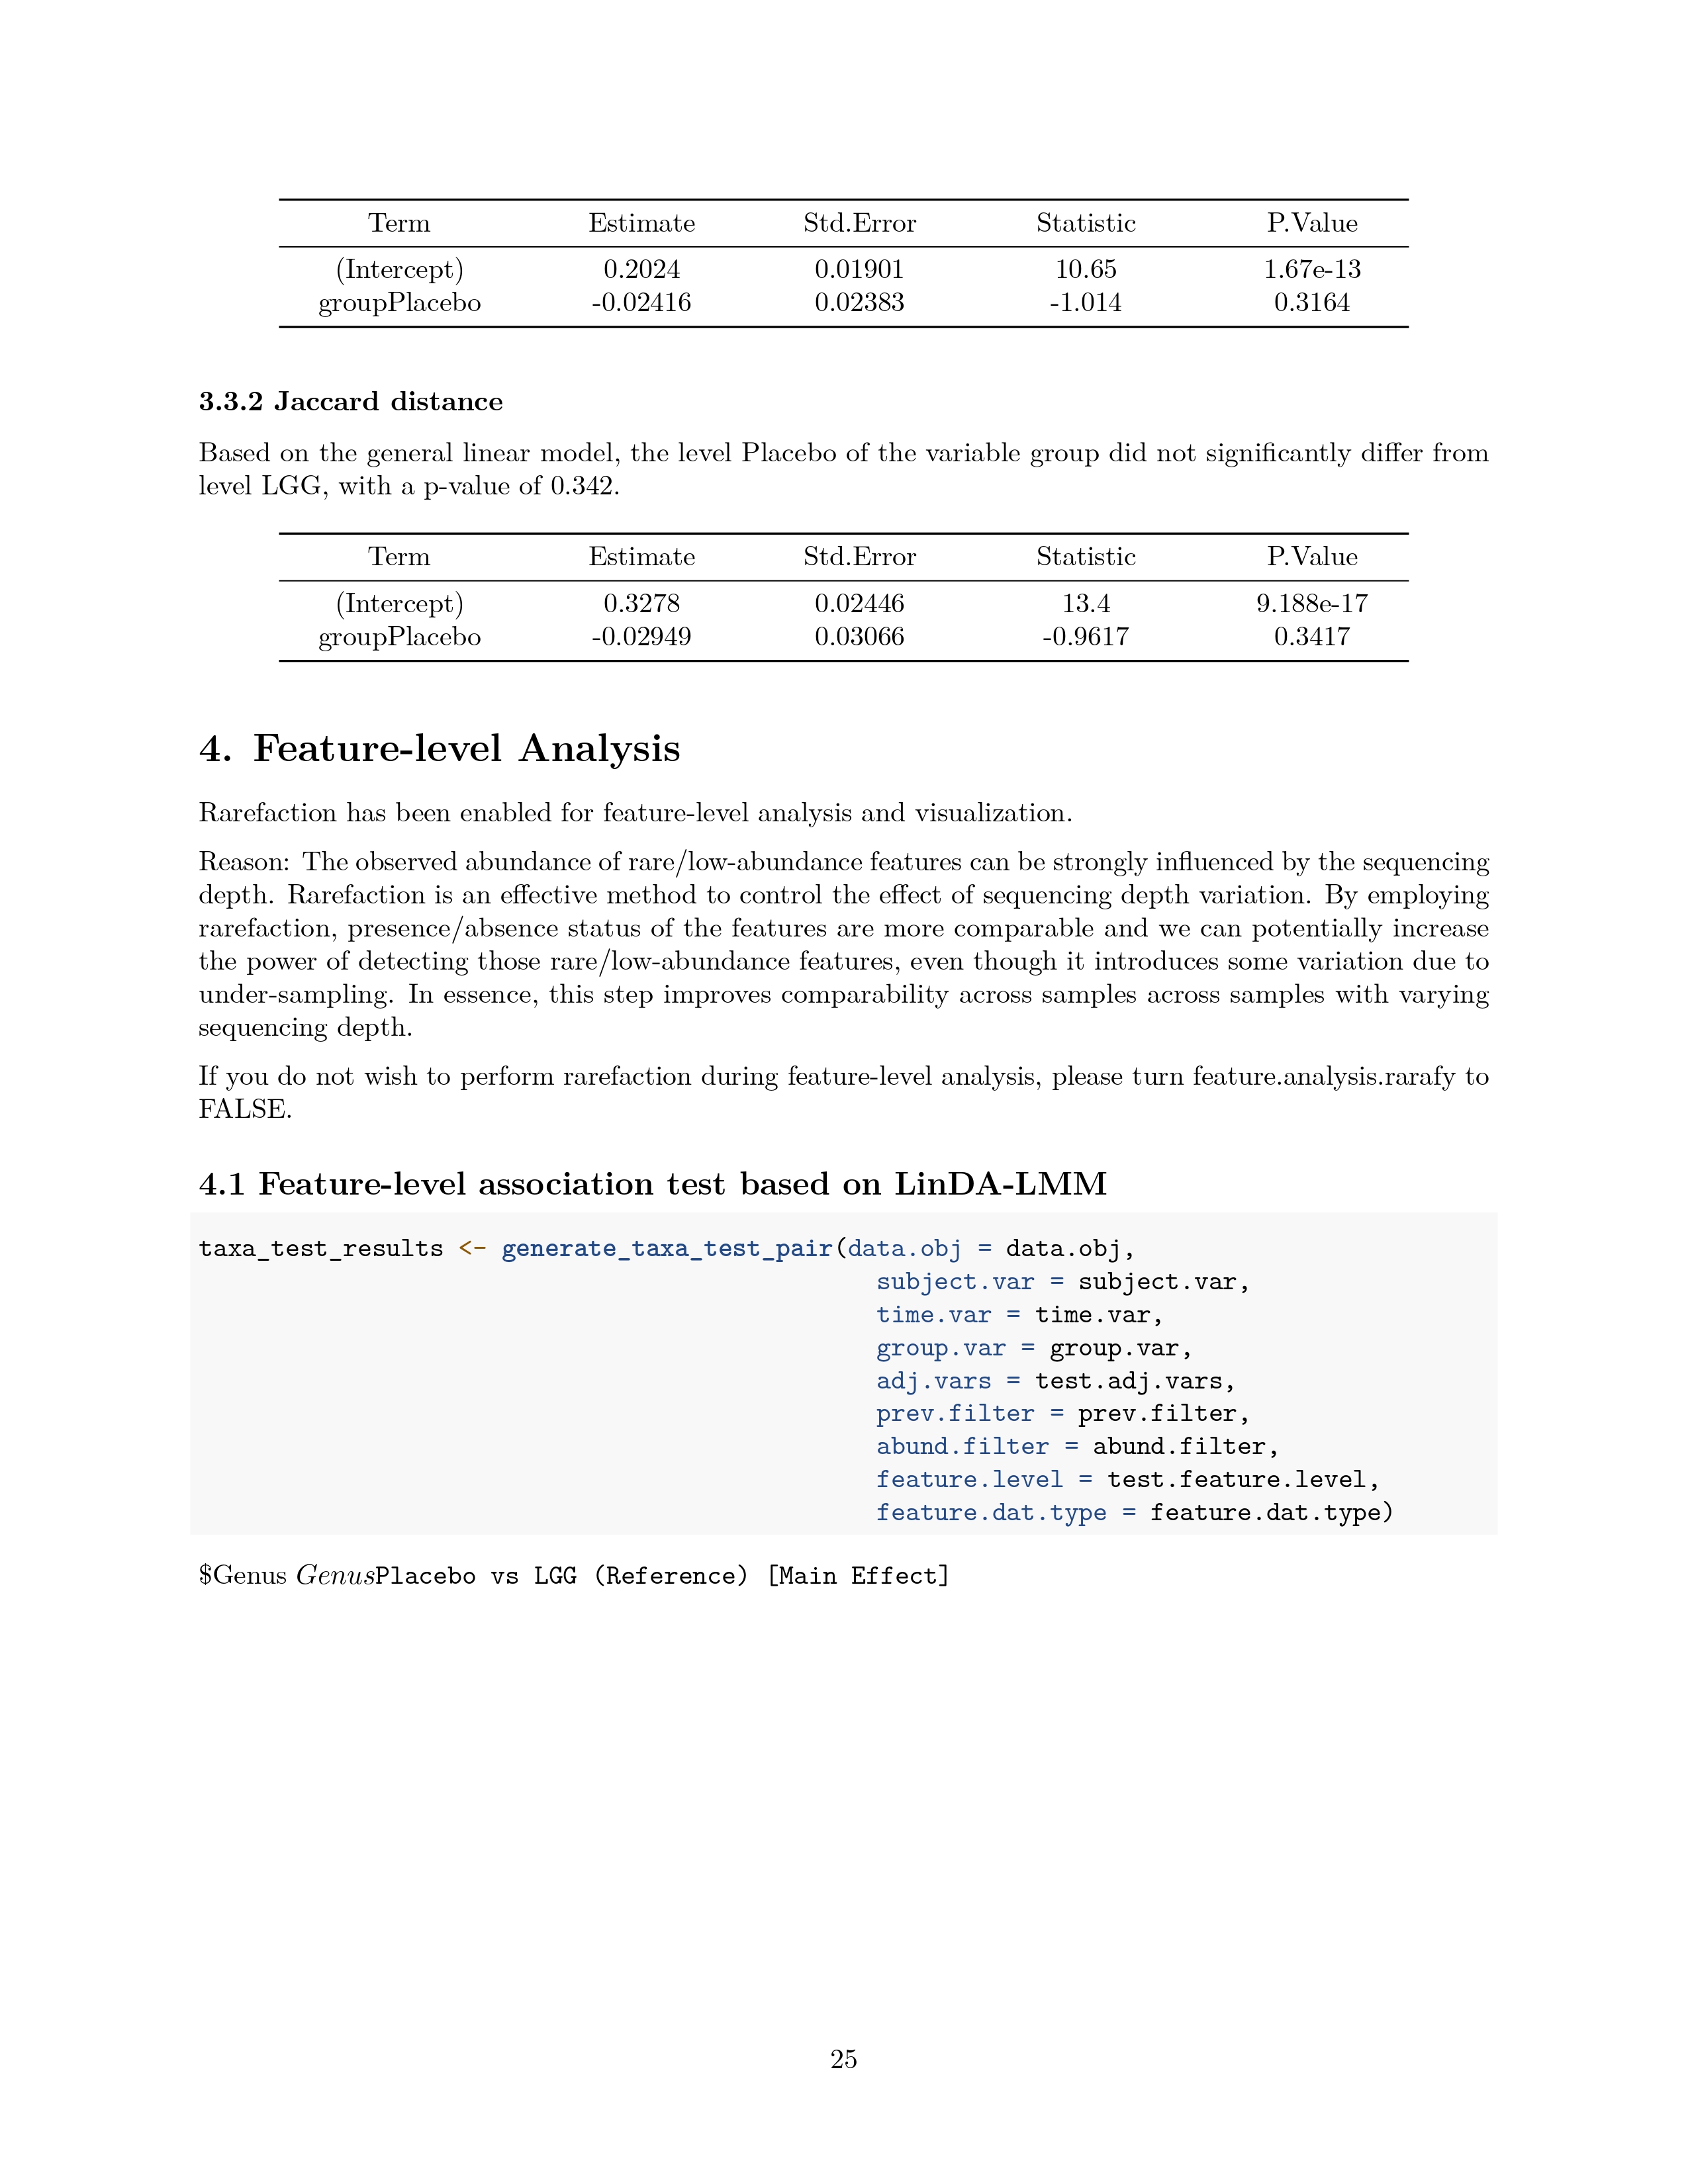 Term Estimate Std.Error Statistic P.Value
(Intercept) 0.2024 0.01901 10.65 1.67e-13
groupPlacebo -0.02416 0.02383 -1.014 0.3164
3.3.2 Jaccard distance
Based on the general linear model, the level Placebo of the variable group did not significantly differ from
level LGG, with a p-value of 0.342.
Term Estimate Std.Error Statistic P.Value
(Intercept) 0.3278 0.02446 13.4 9.188e-17
groupPlacebo -0.02949 0.03066 -0.9617 0.3417
4. Feature-level Analysis
Rarefaction has been enabled for feature-level analysis and visualization.
Reason: The observed abundance of rare/low-abundance features can be strongly influenced by the sequencing
depth. Rarefaction is an effective method to control the effect of sequencing depth variation. By employing
rarefaction, presence/absence status of the features are more comparable and we can potentially increase
the power of detecting those rare/low-abundance features, even though it introduces some variation due to
under-sampling. In essence, this step improves comparability across samples across samples with varying
sequencing depth.
If you do not wish to perform rarefaction during feature-level analysis, please turn feature.analysis.rarafy to
FALSE.
4.1 Feature-level association test based on LinDA-LMM
taxa_test_results <- generate_taxa_test_pair(data.obj = data.obj,
subject.var = subject.var,
time.var = time.var,
group.var = group.var,
adj.vars = test.adj.vars,
prev.filter = prev.filter,
abund.filter = abund.filter,
feature.level = test.feature.level,
feature.dat.type = feature.dat.type)
$Genus GenusPlacebo vs LGG (Reference) [Main Effect]
25